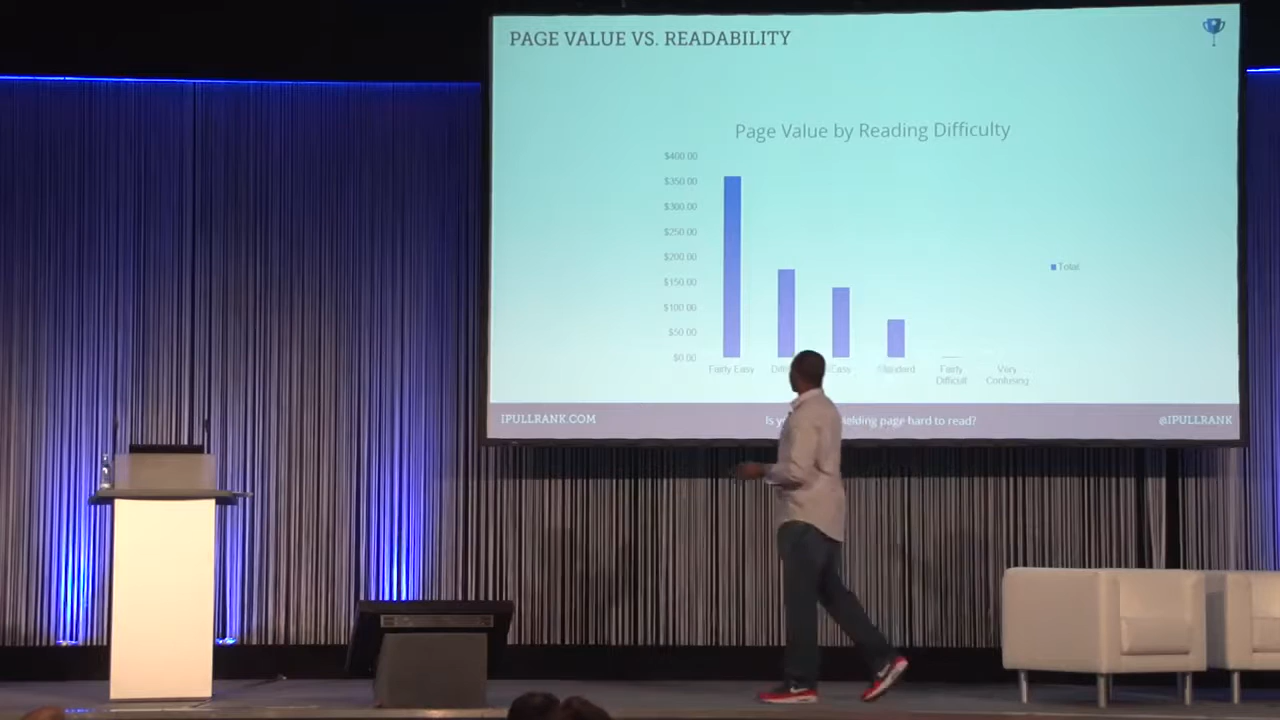 PAGE VALUE VS. READABILITY
Page Value by Reading Difficulty
$400.00
$350.00
$300.00
$250.00
$200.00
$150.00
$100.00
$50.00
$0.00
Total
Fairly Easy
Easy
Standard
Fairly Difficult
Very Confusing
IPULLRANK.COM
Is page hard to read?
@IPULLRANK